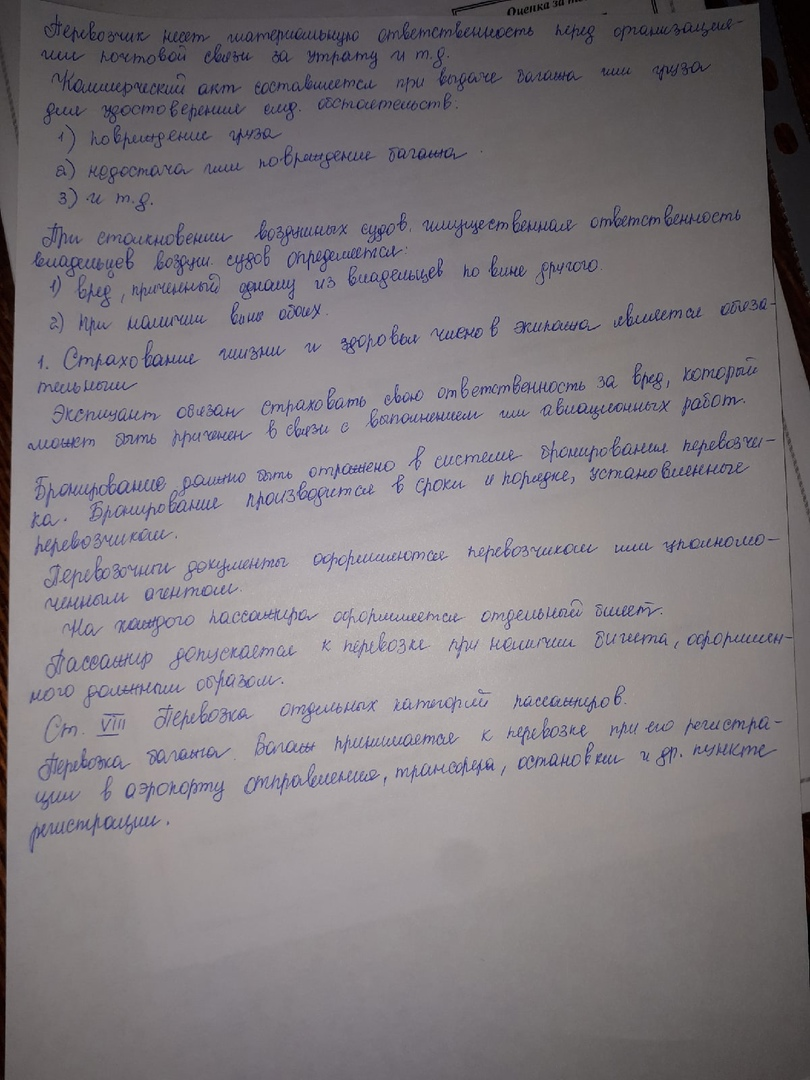 Оценка за
Перевозчик несет материальную ответственность перед организация-
ми почтовой связи за утрату и т.д.
Коммерческий акт составляется при выдаче багажа или груза
для удостоверения след. обстоятельств:
1) повреждение груза
2) недостача или повреждение багажа
3) и т.д.
При столкновении воздушных судов имущественная ответственность
владельцев воздуш. судов определяется:
1) вред, приченный одному из владельцев по вине другого.
2) при наличии вины обоих.
1. Страхование жизни и здоровья членов экипажа является обяза-
тельным
Эксплуатант обязан страховать свою ответственность за вред, который
может быть причинен в связи с выполнением им авиационных работ.
Бронирование должно быть отражено в системе бронирования перевозчи-
ка. Бронирование производится в сроки и порядке, установленные
перевозчиком.
Перевозочные документы оформляются перевозчиком или уполномо-
ченным агентом.
На каждого пассажира оформляется отдельный билет.
Пассажир допускается к перевозке при наличии билета, оформлен-
ного должным образом.
Ст. VIII Перевозка отдельных категорий пассажиров.
Перевозка багажа. Багаж принимается к перевозке при его регистра-
ции в аэропорту отправления, трансфера, остановки и др. пункте
регистрации.